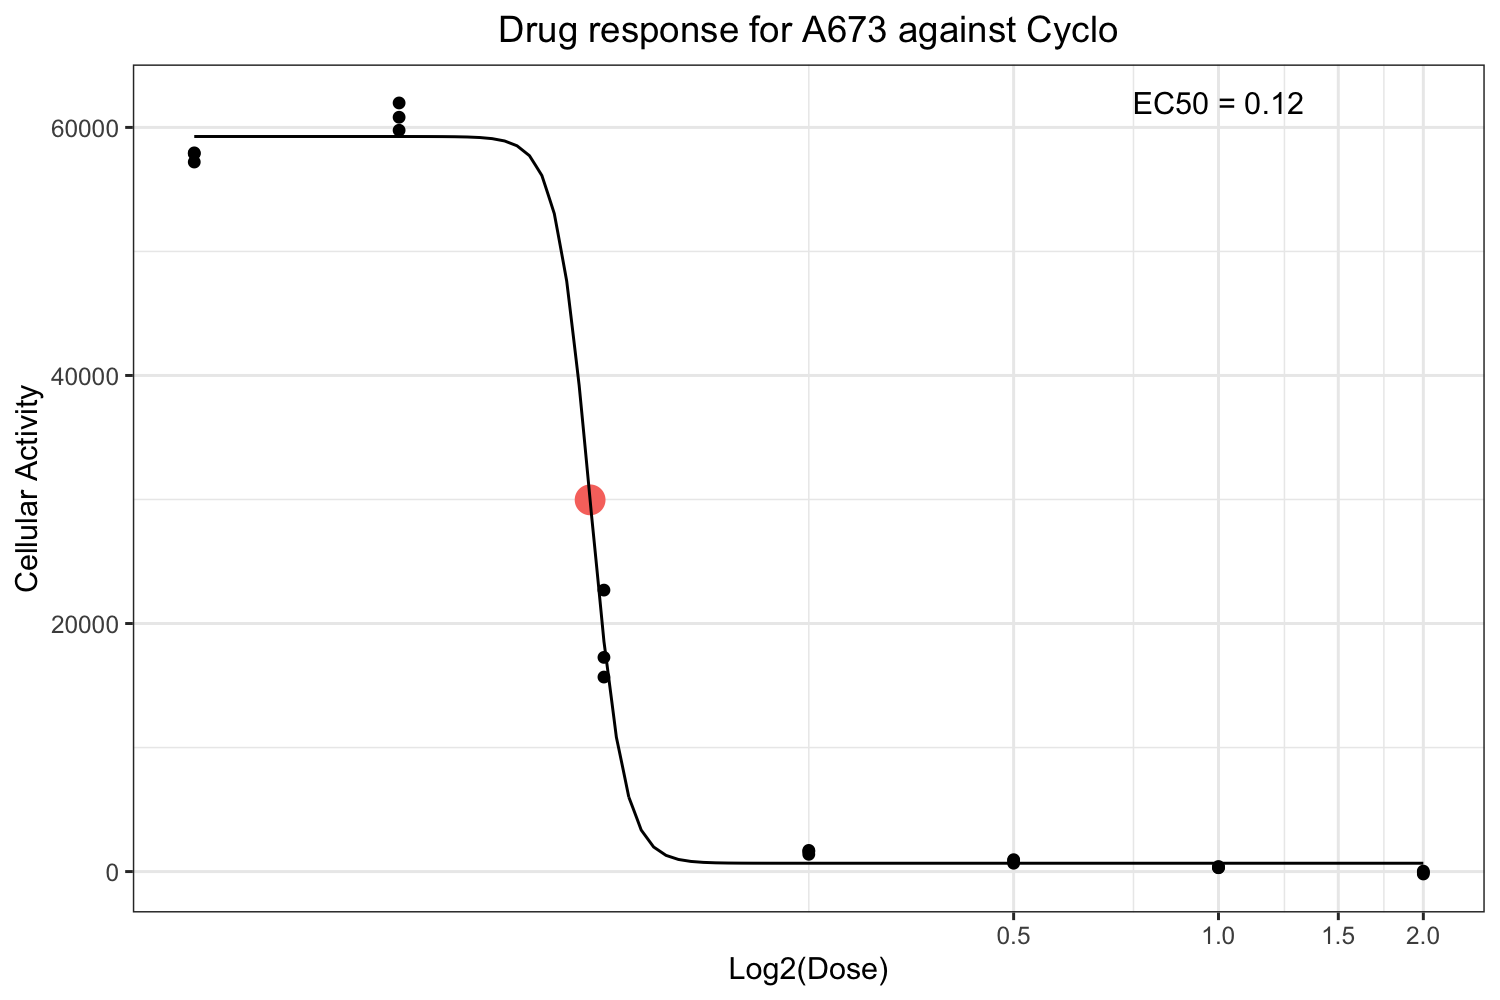 Drug response for A673 against Cyclo
EC50 = 0.12
60000
40000
20000
0
Cellular Activity
0.5 1.0 1.5 2.0
Log2(Dose)